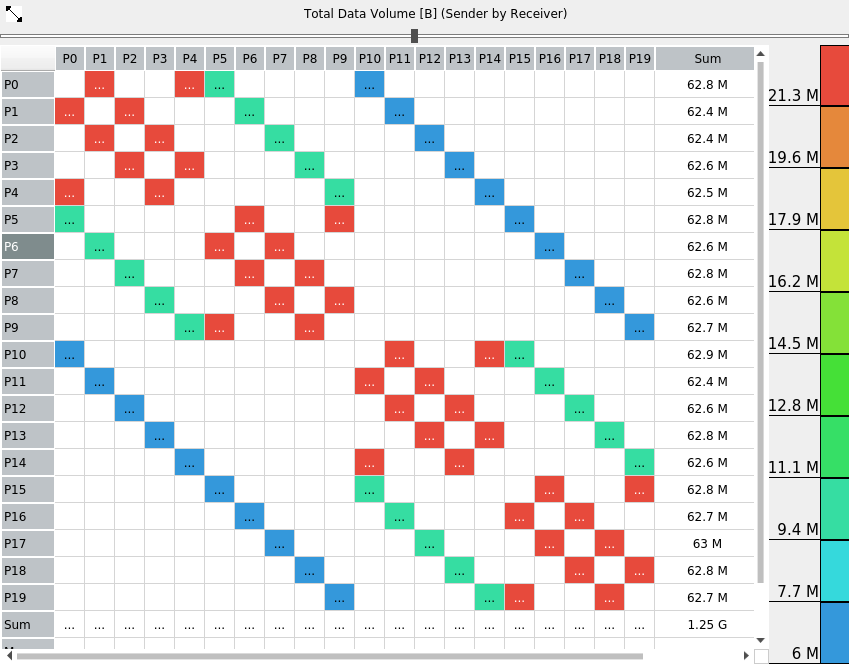 Total Data Volume [B] (Sender by Receiver)
P0 P1 P2 P3 P4 P5 P6 P7 P8 P9 P10 P11 P12 P13 P14 P15 P16 P17 P18 P19 Sum
P0 ... ... ... ... 62.8 M
P1 ... ... ... ... 62.4 M
P2 ... ... ... ... 62.4 M
P3 ... ... ... ... 62.6 M
P4 ... ... ... ... 62.5 M
P5 ... ... ... ... 62.8 M
P6 ... ... ... ... 62.6 M
P7 ... ... ... ... 62.8 M
P8 ... ... ... ... 62.6 M
P9 ... ... ... ... 62.7 M
P10 ... ... ... ... 62.9 M
P11 ... ... ... ... 62.4 M
P12 ... ... ... ... 62.6 M
P13 ... ... ... ... 62.8 M
P14 ... ... ... ... 62.6 M
P15 ... ... ... ... 62.8 M
P16 ... ... ... ... 62.7 M
P17 ... ... ... ... 63 M
P18 ... ... ... ... 62.8 M
P19 ... ... ... ... 62.7 M
Sum ... ... ... ... ... ... ... ... ... ... ... ... ... ... ... ... ... ... ... ... 1.25 G
21.3 M
19.6 M
17.9 M
16.2 M
14.5 M
12.8 M
11.1 M
9.4 M
7.7 M
6 M